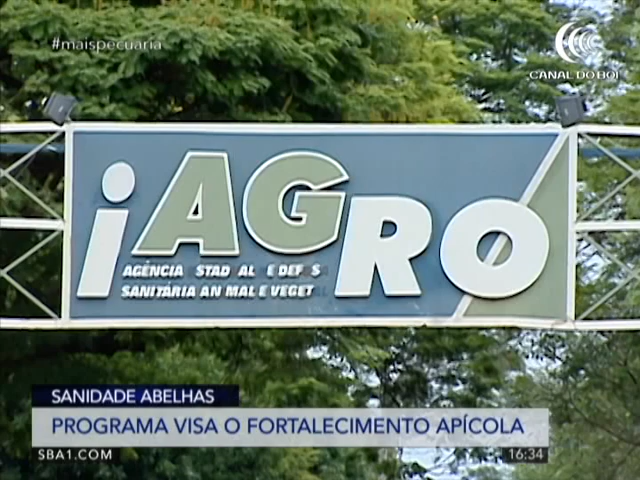 #maispecuaria
CANAL DO BOI
iAGRO
AGÊNCIA STAD AL E DEF S
SANITÁRIA AN MAL E VEGET
SANIDADE ABELHAS
PROGRAMA VISA O FORTALECIMENTO APÍCOLA
SBA1.COM
16:34